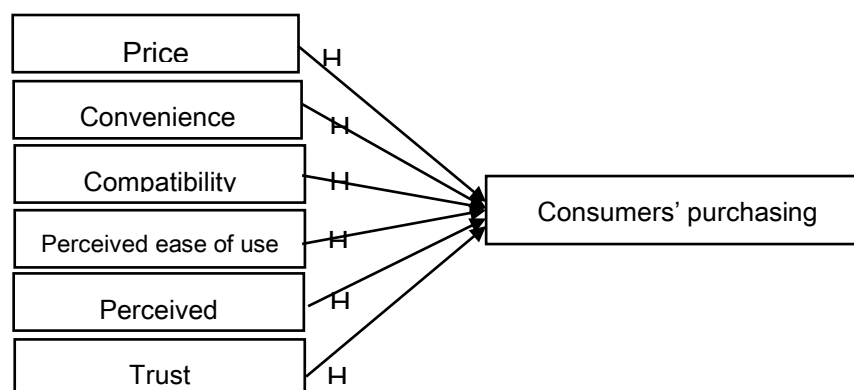 Price
H
Convenience
H
Compatibility
H
Consumers’ purchasing
Perceived ease of use
H
Perceived
H
Trust
H